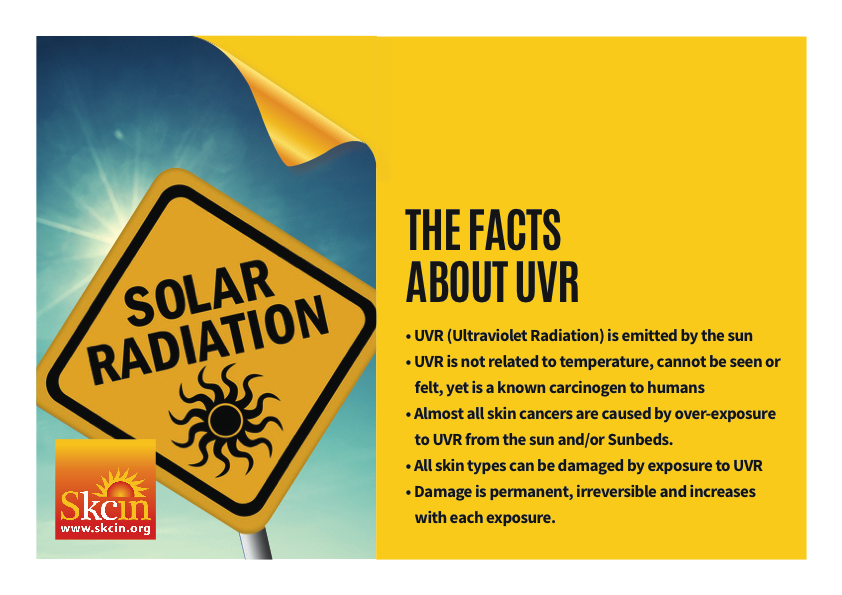 SOLAR
RADIATION
Skcin
www.skcin.org
THE FACTS
ABOUT UVR
• UVR (Ultraviolet Radiation) is emitted by the sun
• UVR is not related to temperature, cannot be seen or
felt, yet is a known carcinogen to humans
• Almost all skin cancers are caused by over-exposure
to UVR from the sun and/or Sunbeds.
• All skin types can be damaged by exposure to UVR
• Damage is permanent, irreversible and increases
with each exposure.